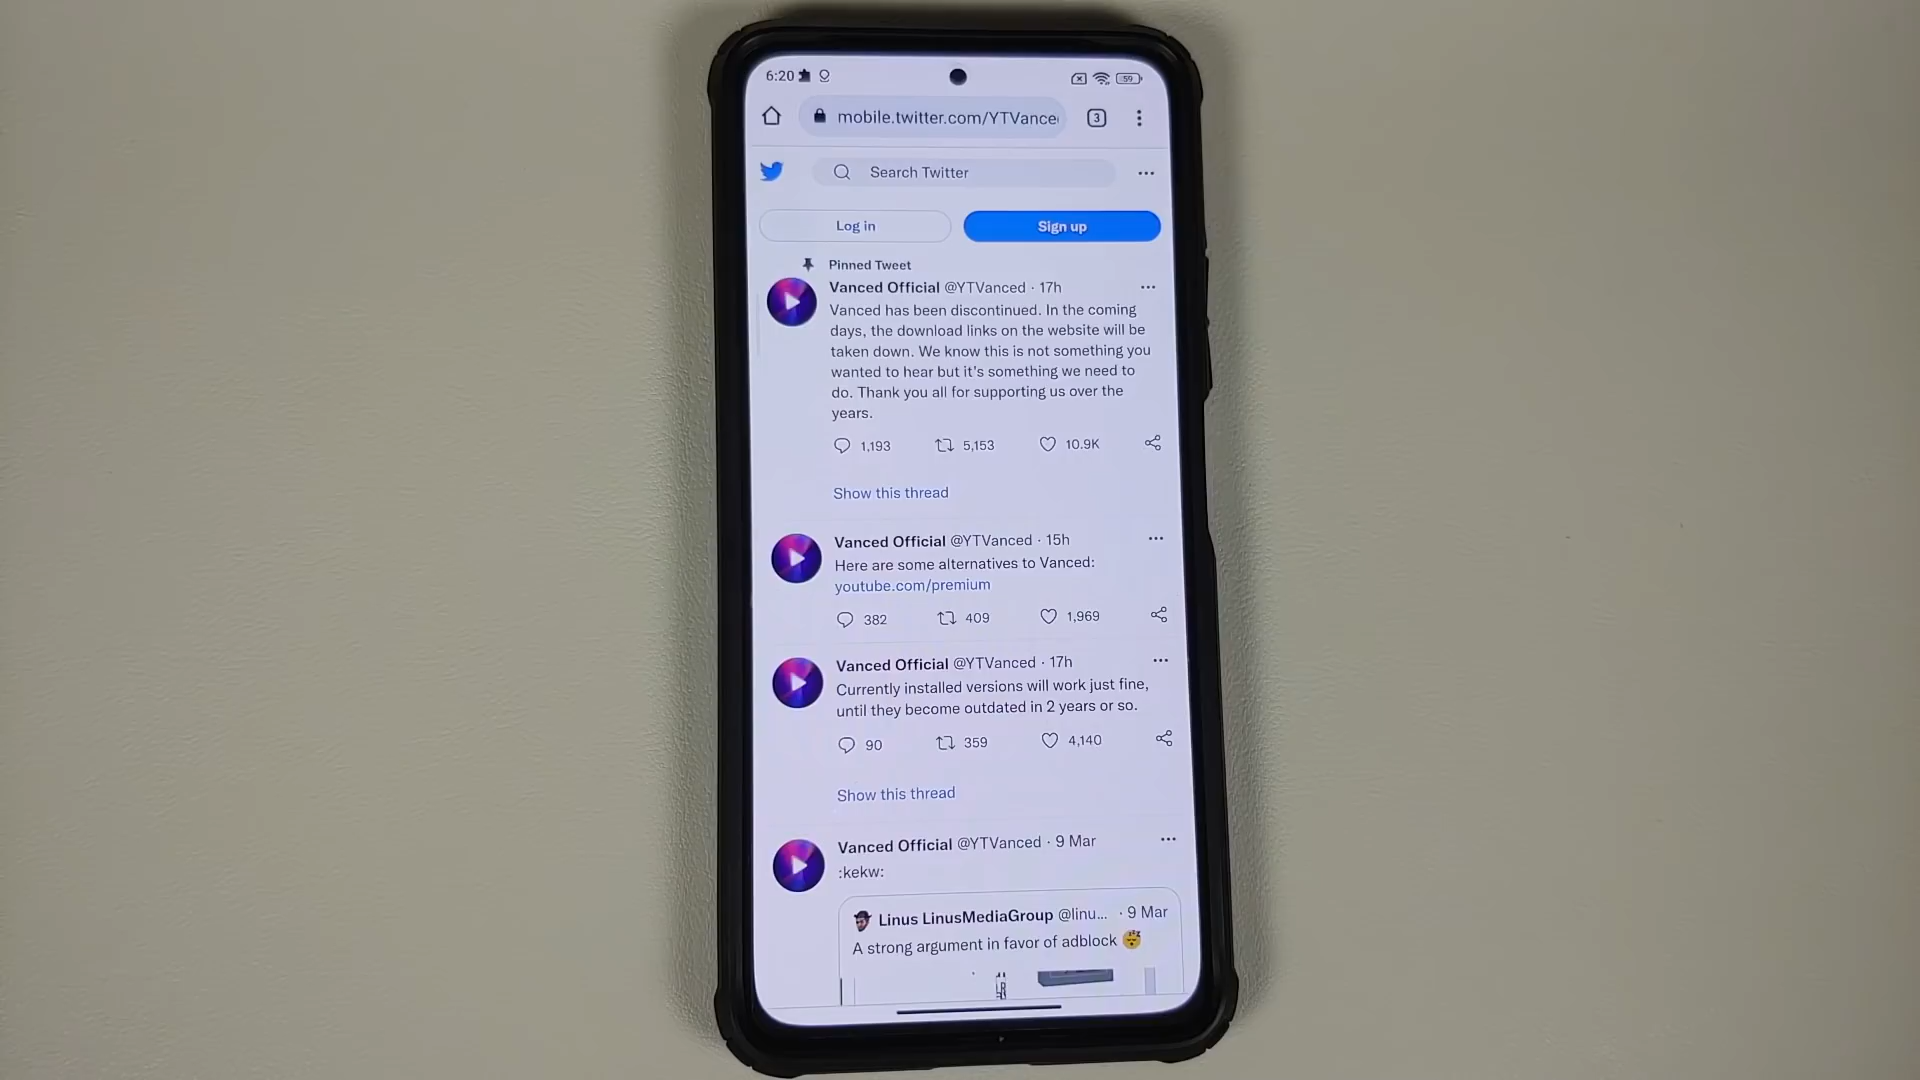 6:20
59
mobile.twitter.com/YTVance
3
Search Twitter
Log in
Sign up
Pinned Tweet
Vanced Official @YTVanced · 17h
Vanced has been discontinued. In the coming
days, the download links on the website will be
taken down. We know this is not something you
wanted to hear but it's something we need to
do. Thank you all for supporting us over the
years.
1,193 5,153 10.9K
Show this thread
Vanced Official @YTVanced · 15h
Here are some alternatives to Vanced:
youtube.com/premium
382 409 1,969
Vanced Official @YTVanced · 17h
Currently installed versions will work just fine,
until they become outdated in 2 years or so.
90 359 4,140
Show this thread
Vanced Official @YTVanced · 9 Mar
:kekw:
Linus LinusMediaGroup @linu... · 9 Mar
A strong argument in favor of adblock 😴